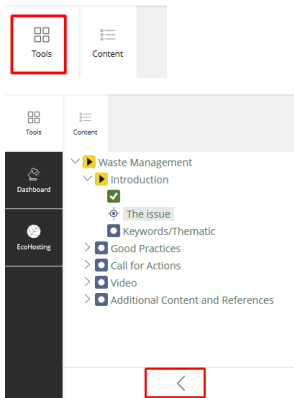 Tools
Content
Tools
Content
Dashboard
EcoHosting
Waste Management
Introduction
The issue
Keywords/Thematic
Good Practices
Call for Actions
Video
Additional Content and References